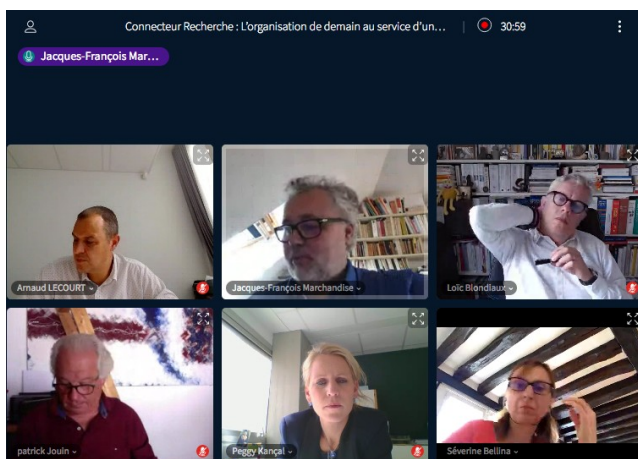 Connecteur Recherche : L'organisation de demain au service d'un...
30:59
Jacques-François Mar...
Arnaud LECOURT
Jacques-François Marchandise
Loïc Blondiaux
patrick Jouin
Peggy Kançal
Séverine Bellina